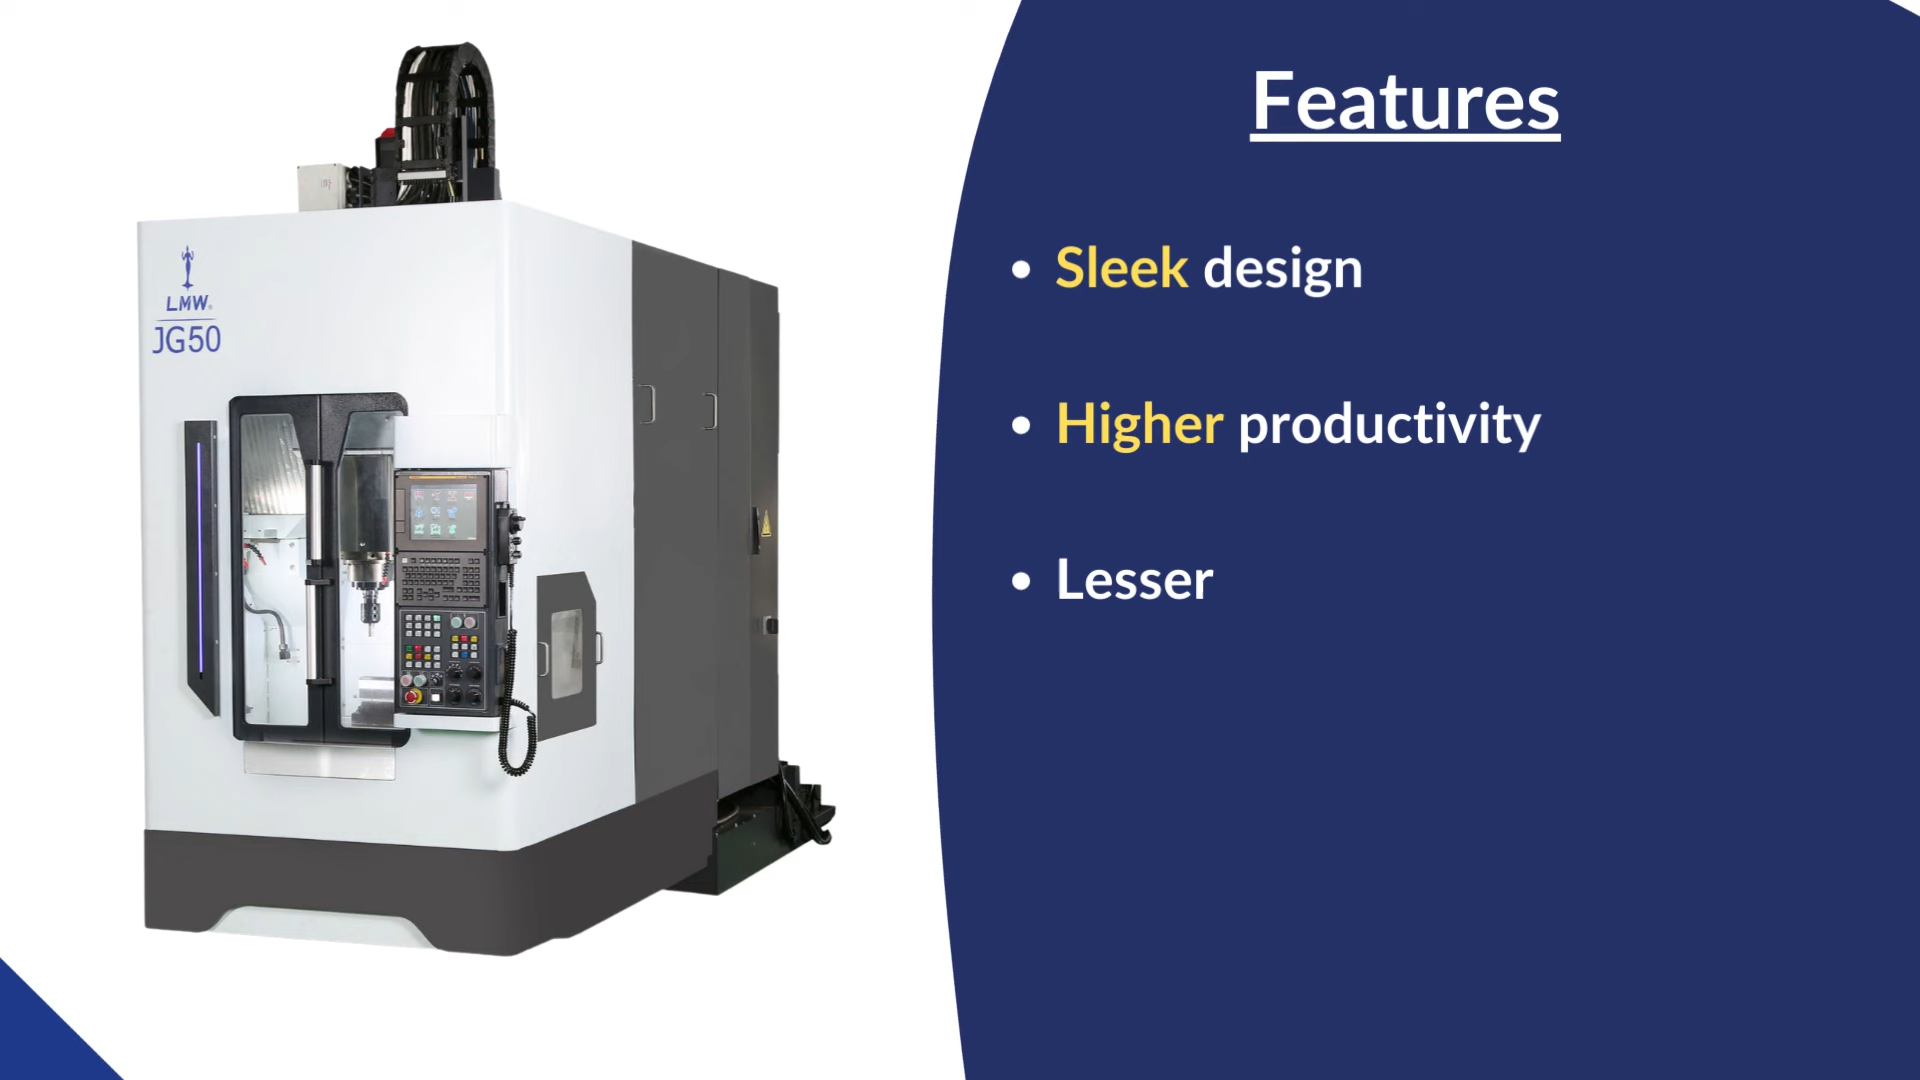 LMW
JG50
Features
• Sleek design
• Higher productivity
• Lesser